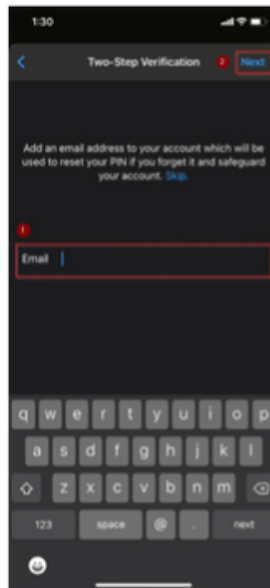 1:30
Two-Step Verification 2 Next
Add an email address to your account which will be
used to reset your PIN if you forget it and safeguard
your account. Skip.
1
Email
q w e r t y u i o p
a s d f g h j k l
z x c v b n m
123 space @ . next